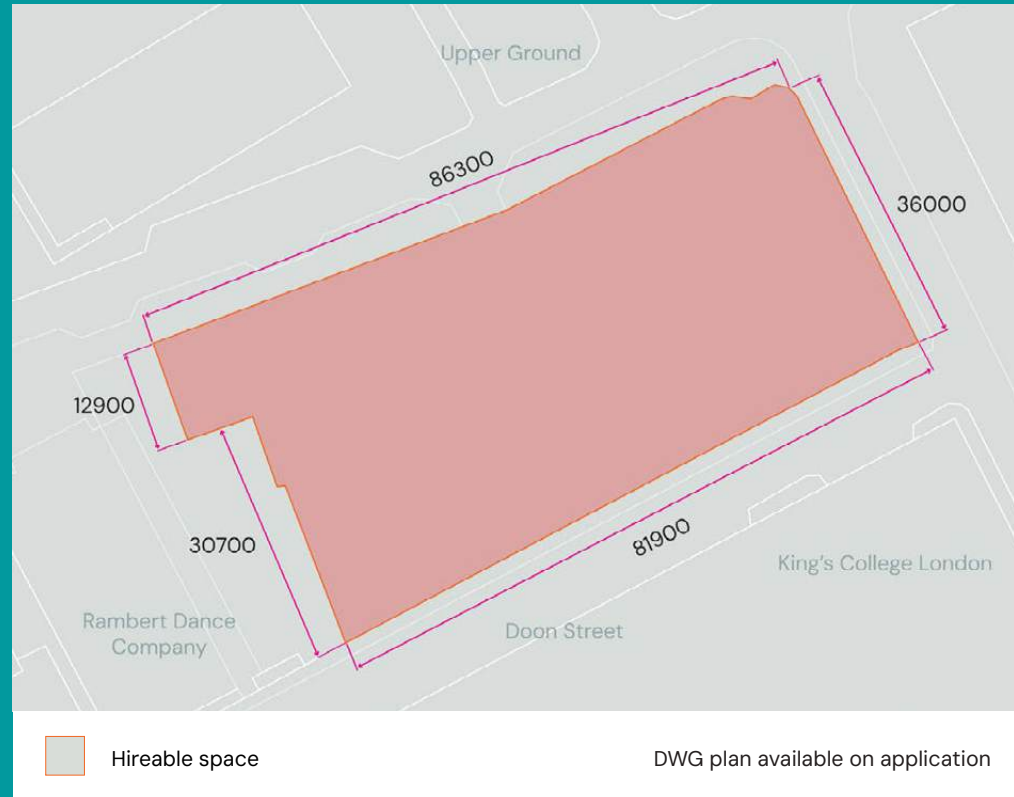 Upper Ground
86300
36000
12900
30700
81900
King's College London
Rambert Dance
Company
Doon Street
Hireable space
DWG plan available on application